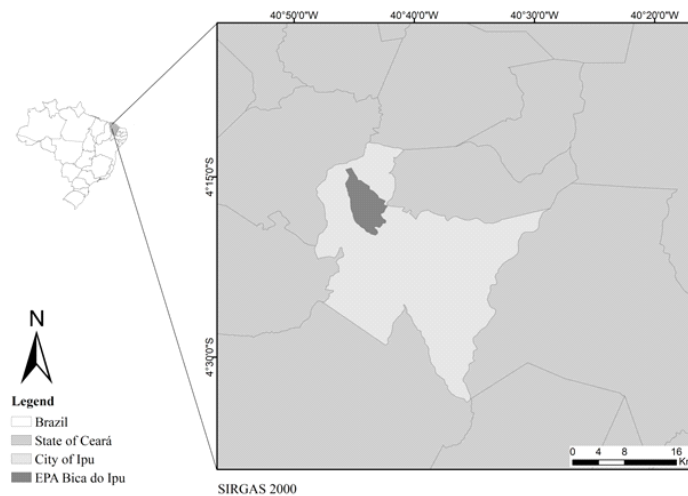 40°50'0"W 40°40'0"W 40°30'0"W 40°20'0"W
4°15'0"S
4°30'0"S
N
Legend
Brazil
State of Ceará
City of Ipu
EPA Bica do Ipu
0 4 8 16
SIRGAS 2000